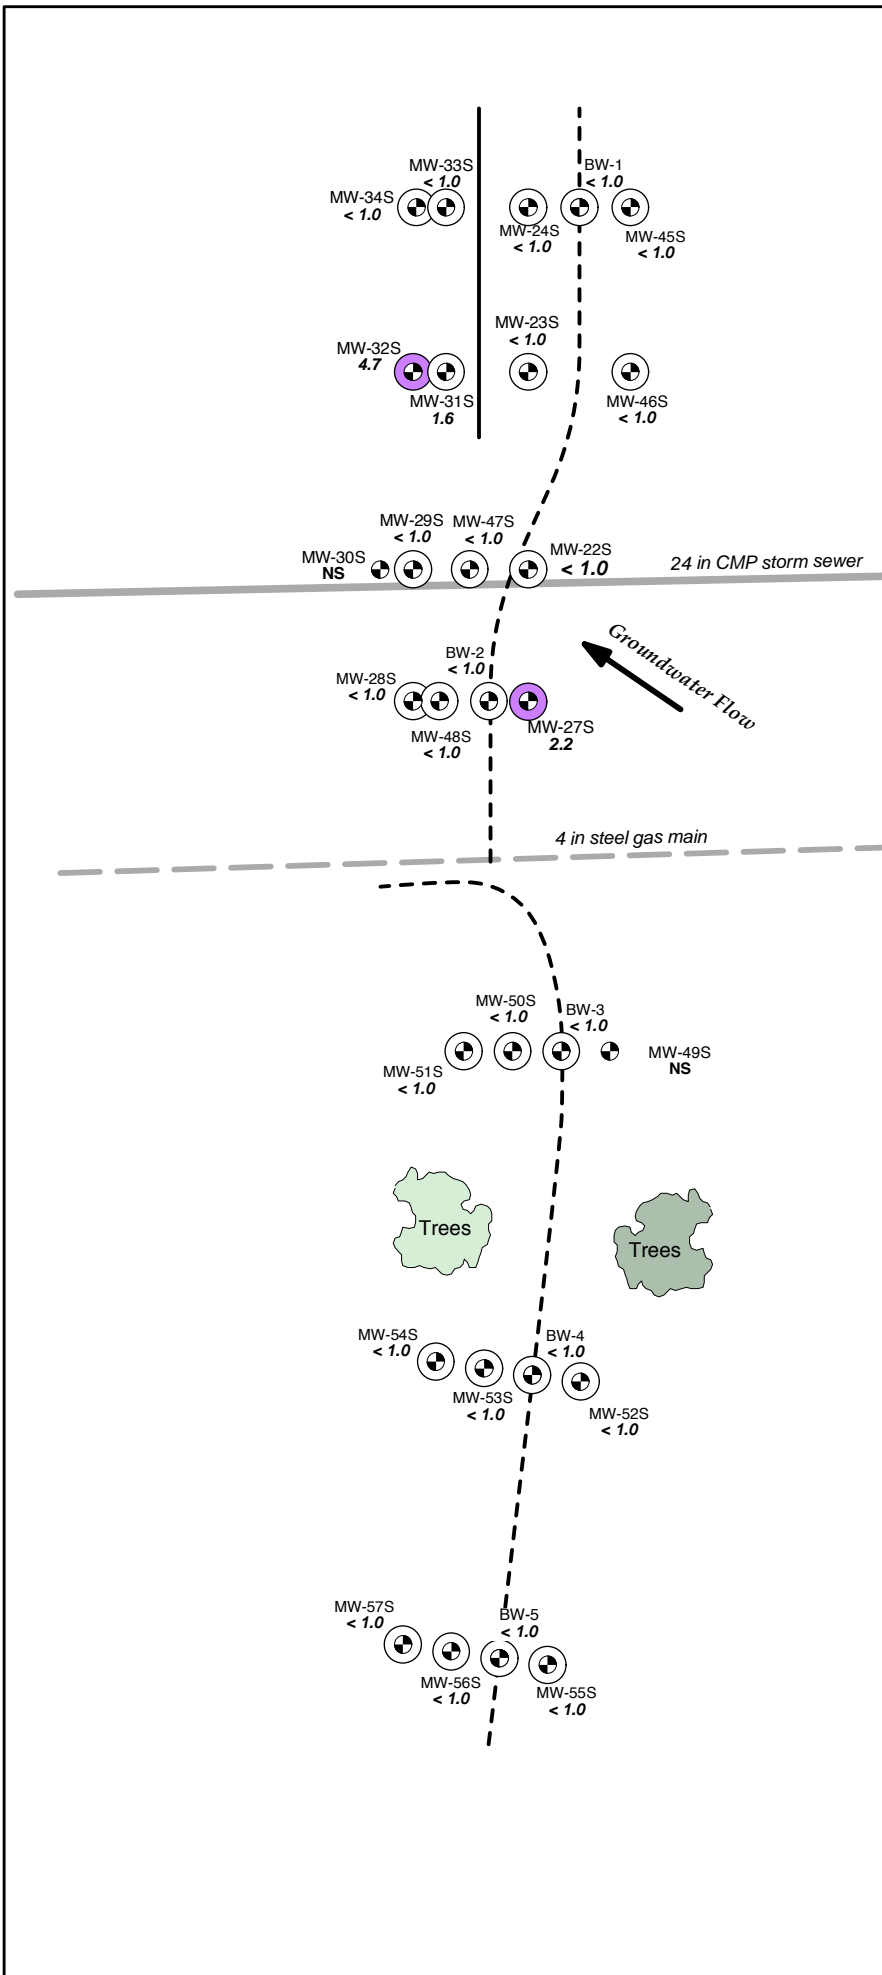 MW-33S
< 1.0
MW-34S
< 1.0
BW-1
< 1.0
MW-24S
< 1.0
MW-45S
< 1.0
MW-23S
< 1.0
MW-32S
4.7
MW-31S
1.6
MW-46S
< 1.0
MW-29S
< 1.0
MW-47S
< 1.0
MW-30S
NS
MW-22S
< 1.0
24 in CMP storm sewer
Groundwater Flow
BW-2
< 1.0
MW-28S
< 1.0
MW-48S
< 1.0
MW-27S
2.2
4 in steel gas main
MW-50S
< 1.0
BW-3
< 1.0
MW-51S
< 1.0
MW-49S
NS
Trees
Trees
MW-54S
< 1.0
BW-4
< 1.0
MW-53S
< 1.0
MW-52S
< 1.0
MW-57S
< 1.0
BW-5
< 1.0
MW-56S
< 1.0
MW-55S
< 1.0